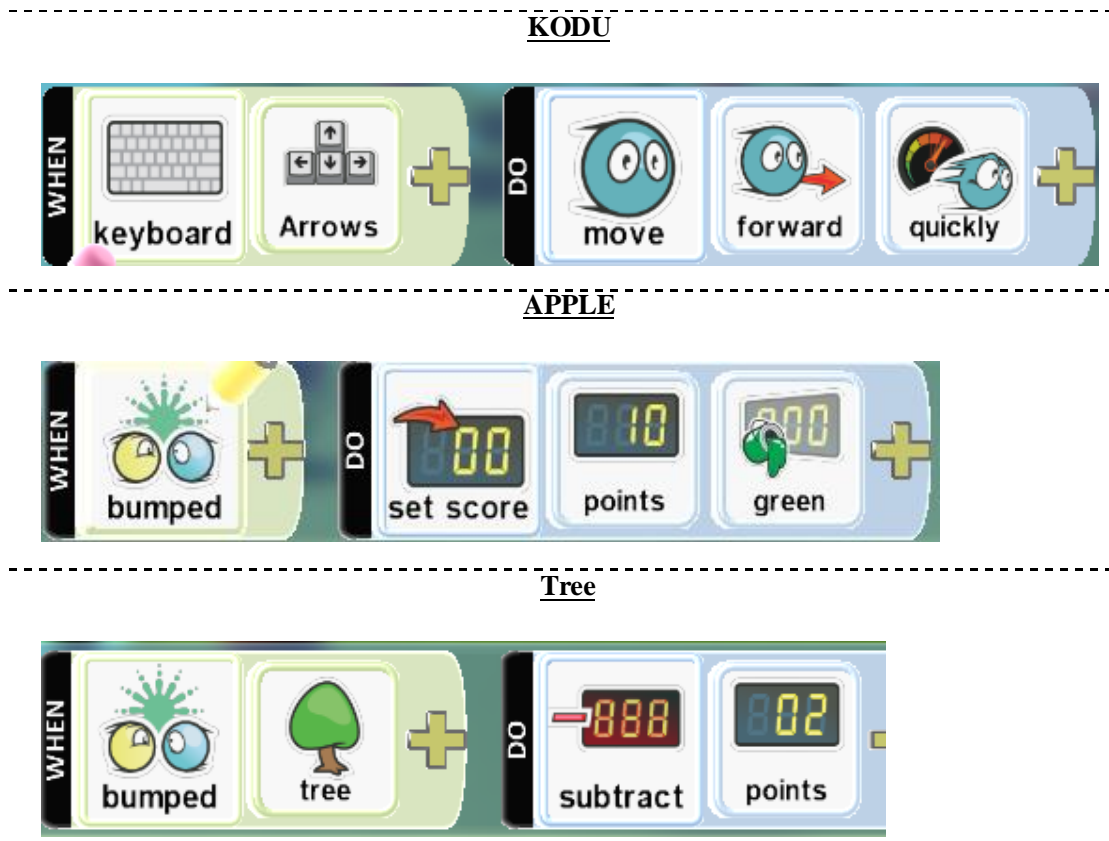 KODU
WHEN keyboard Arrows DO move forward quickly
APPLE
WHEN bumped DO set score points green
00 10 00
Tree
WHEN bumped tree DO subtract points
888 02